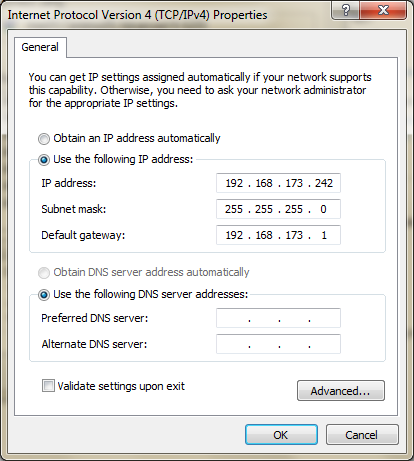 Internet Protocol Version 4 (TCP/IPv4) Properties
General
You can get IP settings assigned automatically if your network supports
this capability. Otherwise, you need to ask your network administrator
for the appropriate IP settings.
Obtain an IP address automatically
Use the following IP address:
IP address: 192 . 168 . 173 . 242
Subnet mask: 255 . 255 . 255 . 0
Default gateway: 192 . 168 . 173 . 1
Obtain DNS server address automatically
Use the following DNS server addresses:
Preferred DNS server: . . .
Alternate DNS server: . . .
Validate settings upon exit
Advanced...
OK Cancel